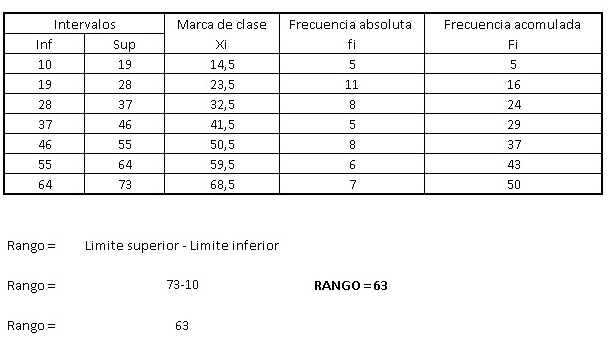 Intervalos Marca de clase Frecuencia absoluta Frecuencia acomulada
Inf Sup Xi fi Fi
10 19 14,5 5 5
19 28 23,5 11 16
28 37 32,5 8 24
37 46 41,5 5 29
46 55 50,5 8 37
55 64 59,5 6 43
64 73 68,5 7 50
Rango = Limite superior - Limite inferior
Rango = 73-10 RANGO = 63
Rango = 63